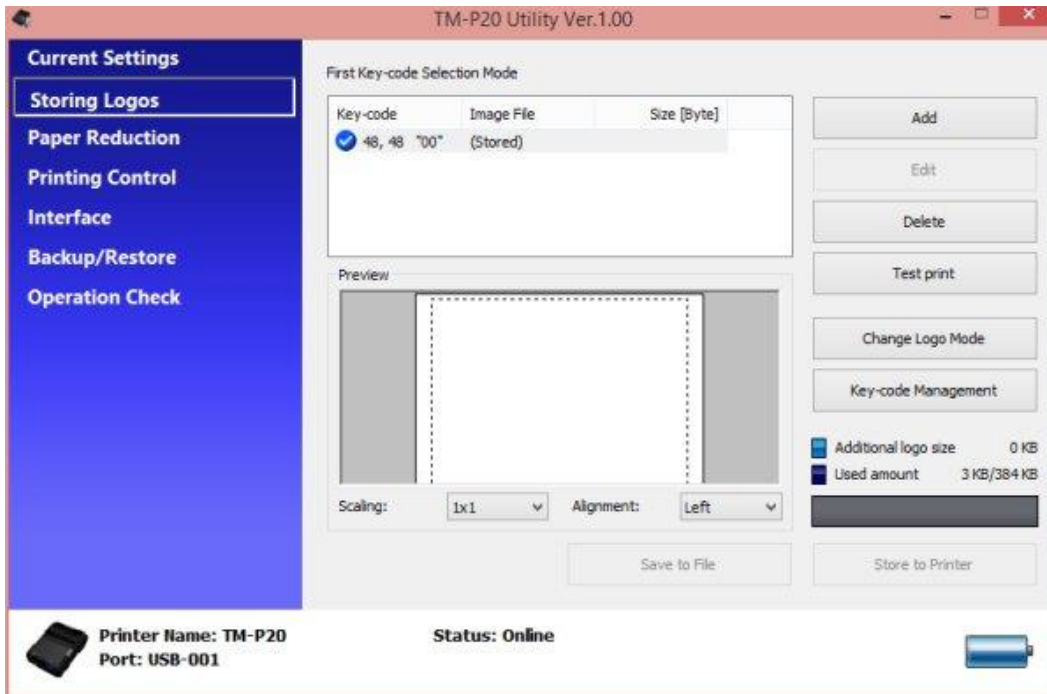 TM-P20 Utility Ver.1.00
Current Settings
Storing Logos
Paper Reduction
Printing Control
Interface
Backup/Restore
Operation Check
First Key-code Selection Mode
Key-code Image File Size [Byte]
48, 48 "00" (Stored)
Preview
Scaling: 1x1 Alignment: Left
Save to File
Add
Edit
Delete
Test print
Change Logo Mode
Key-code Management
Additional logo size 0 KB
Used amount 3 KB/384 KB
Store to Printer
Printer Name: TM-P20 Status: Online
Port: USB-001